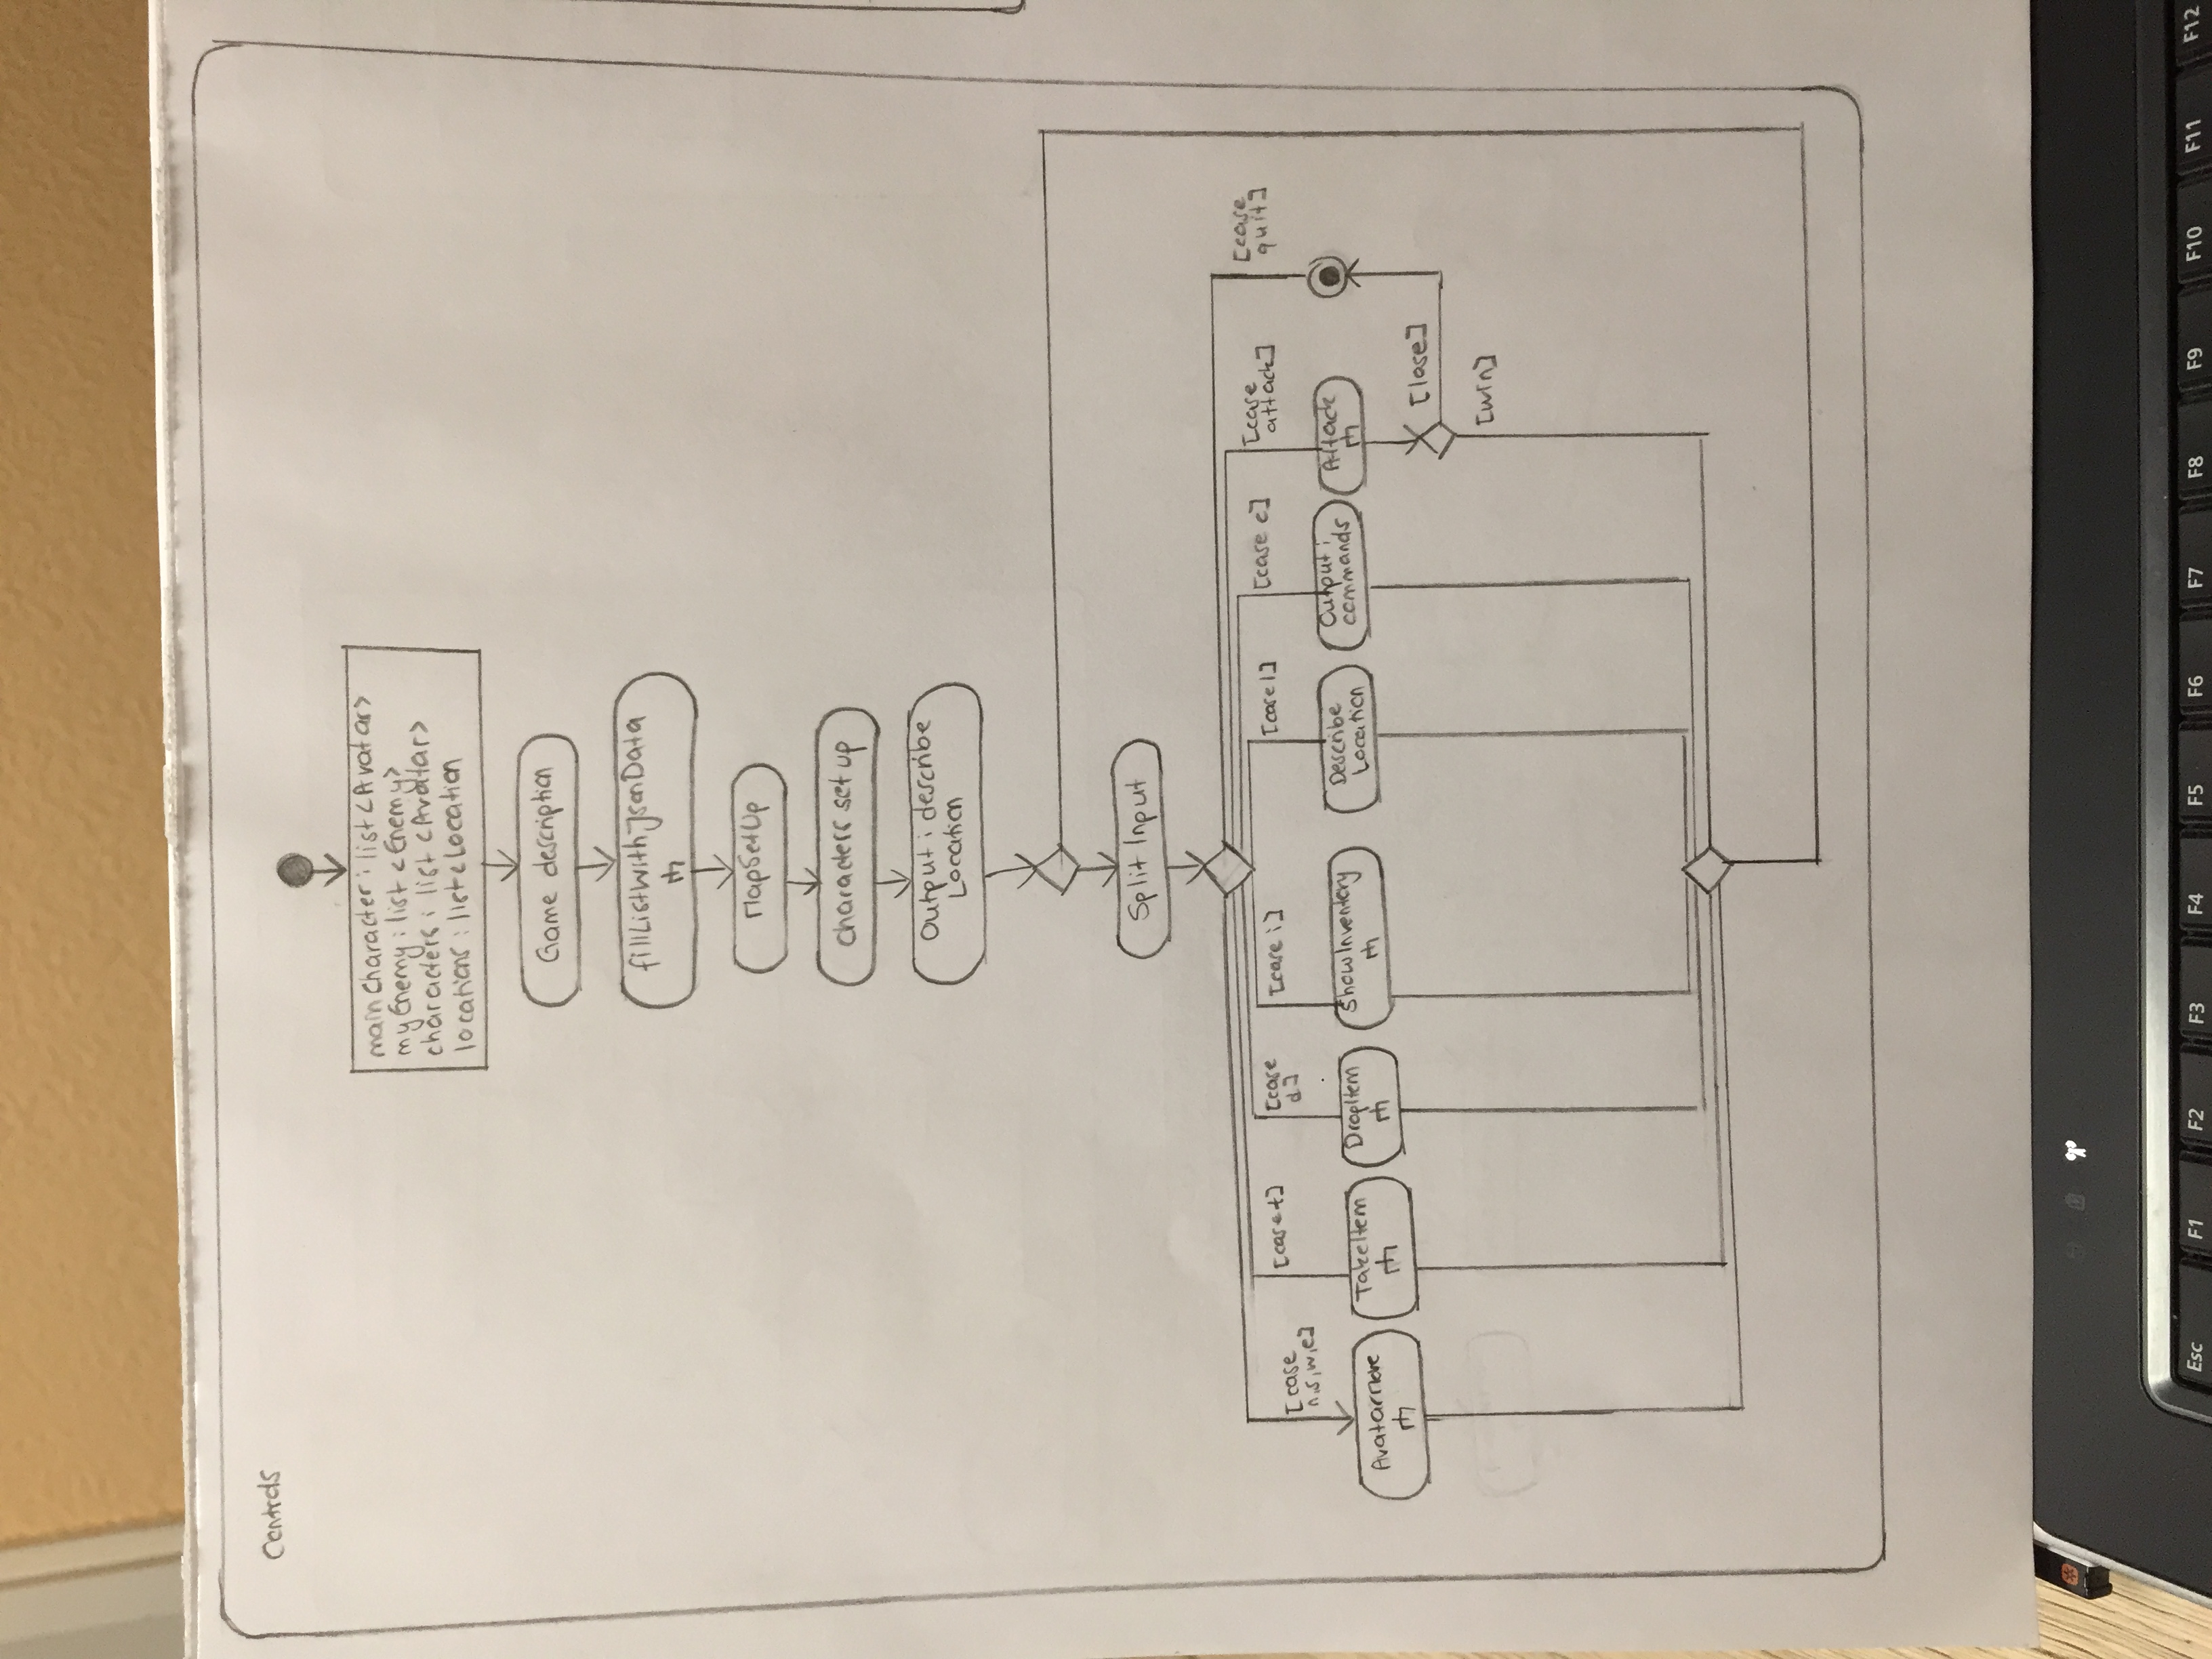 Controls
mainCharacter : list <Avatar>
myEnemy : list <Enemy>
characters : list <Avatar>
locations : list<Location
Game description
fillListWithJsonData
MapSetUp
characters set up
Output : describe
Location
Split Input
[case
n,s,w,e]
[case t]
[case
d]
[case i]
[case l]
[case c]
[case
attack]
[case
quit]
AvatarMove
TakeItem
DropItem
ShowInventory
Describe
Location
Output :
commands
Attack
[lose]
[win]
Esc
F1
F2
F3
F4
F5
F6
F7
F8
F9
F10
F11
F12